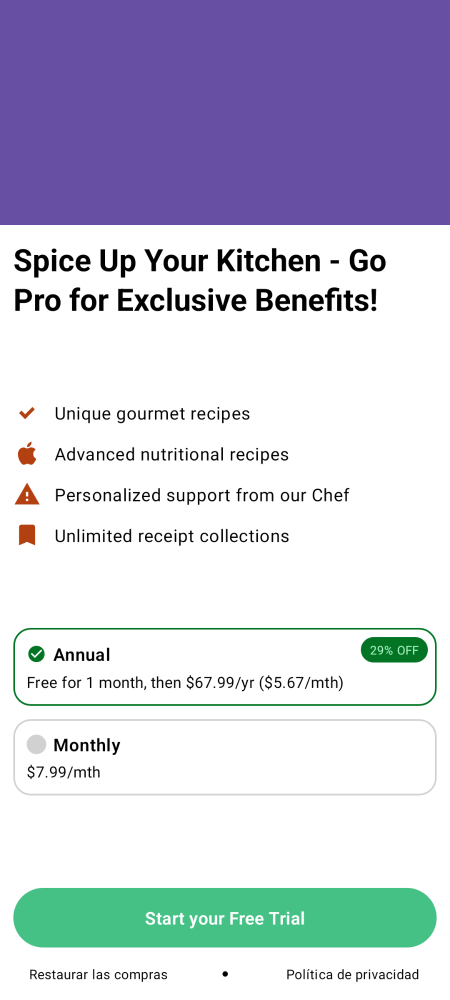 Spice Up Your Kitchen - Go
Pro for Exclusive Benefits!
Unique gourmet recipes
Advanced nutritional recipes
Personalized support from our Chef
Unlimited receipt collections
Annual
29% OFF
Free for 1 month, then $67.99/yr ($5.67/mth)
Monthly
$7.99/mth
Start your Free Trial
Restaurar las compras • Política de privacidad